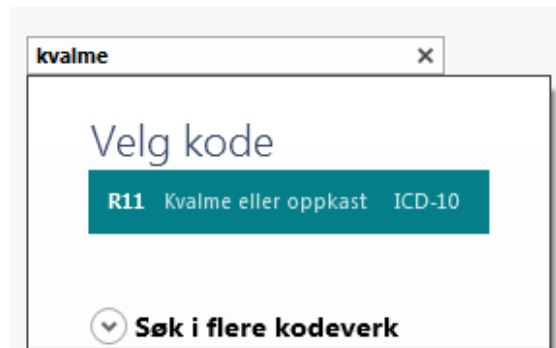 kvalme
Velg kode
R11 Kvalme eller oppkast ICD-10
Søk i flere kodeverk